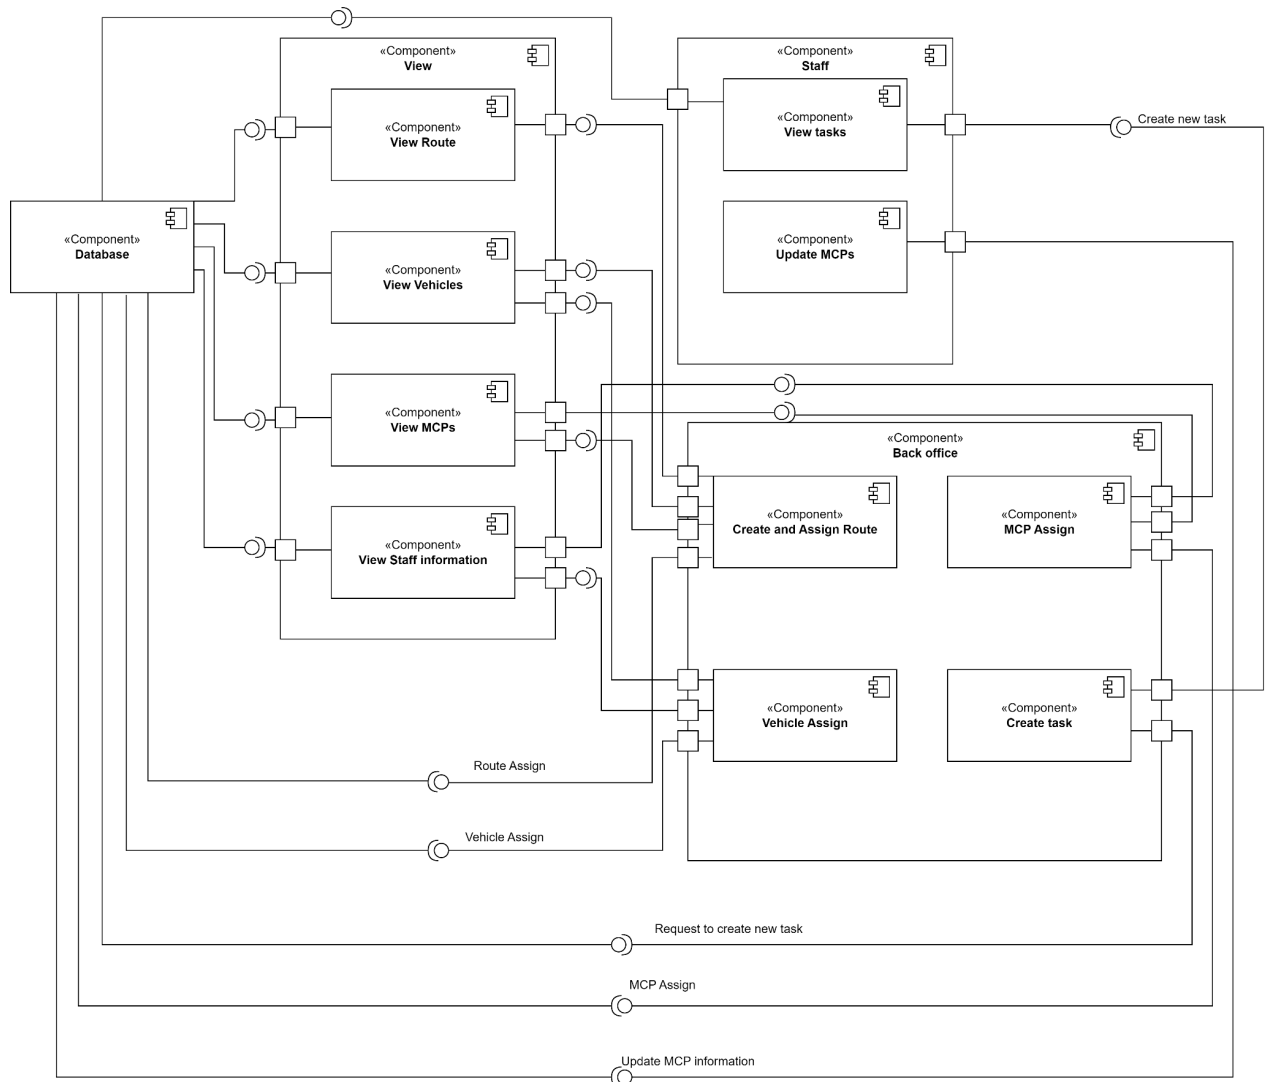 «Component»
View
«Component»
View Route
«Component»
View Vehicles
«Component»
View MCPs
«Component»
View Staff information
«Component»
Database
«Component»
Staff
«Component»
View tasks
«Component»
Update MCPs
Create new task
«Component»
Back office
«Component»
Create and Assign Route
«Component»
MCP Assign
«Component»
Vehicle Assign
«Component»
Create task
Route Assign
Vehicle Assign
Request to create new task
MCP Assign
Update MCP information